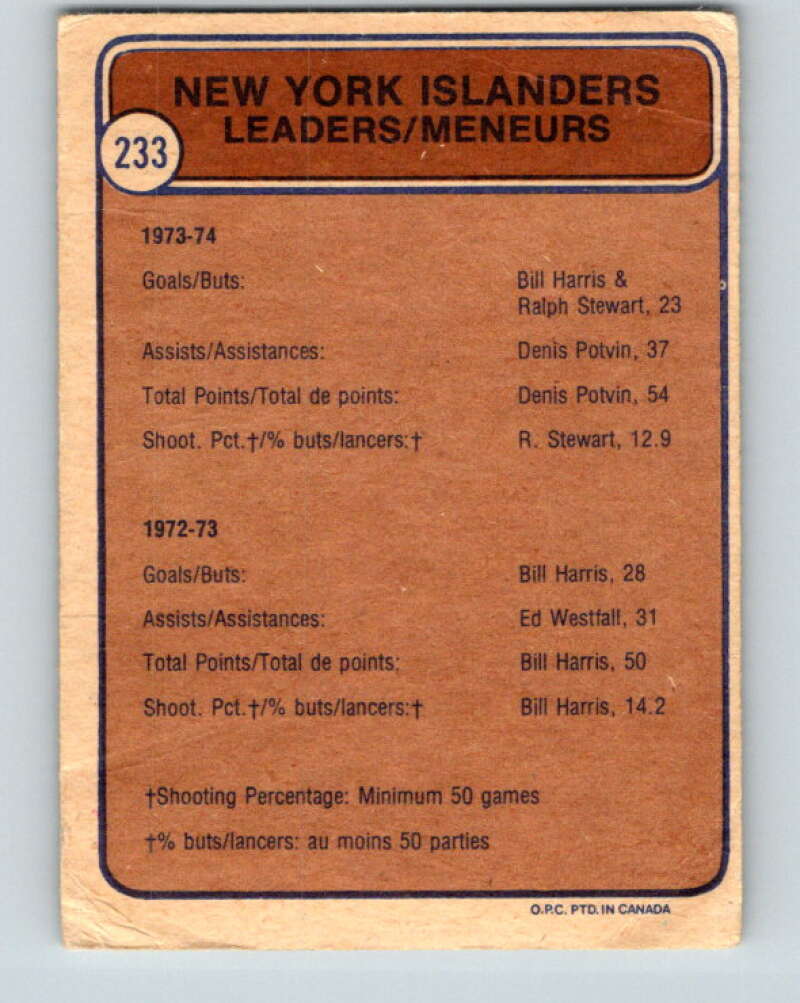 NEW YORK ISLANDERS
LEADERS/MENEURS
233
1973-74
Goals/Buts: Bill Harris &
Ralph Stewart, 23
Assists/Assistances: Denis Potvin, 37
Total Points/Total de points: Denis Potvin, 54
Shoot. Pct.†/% buts/lancers:† R. Stewart, 12.9
1972-73
Goals/Buts: Bill Harris, 28
Assists/Assistances: Ed Westfall, 31
Total Points/Total de points: Bill Harris, 50
Shoot. Pct.†/% buts/lancers:† Bill Harris, 14.2
†Shooting Percentage: Minimum 50 games
†% buts/lancers: au moins 50 parties
O.P.C. PTD. IN CANADA